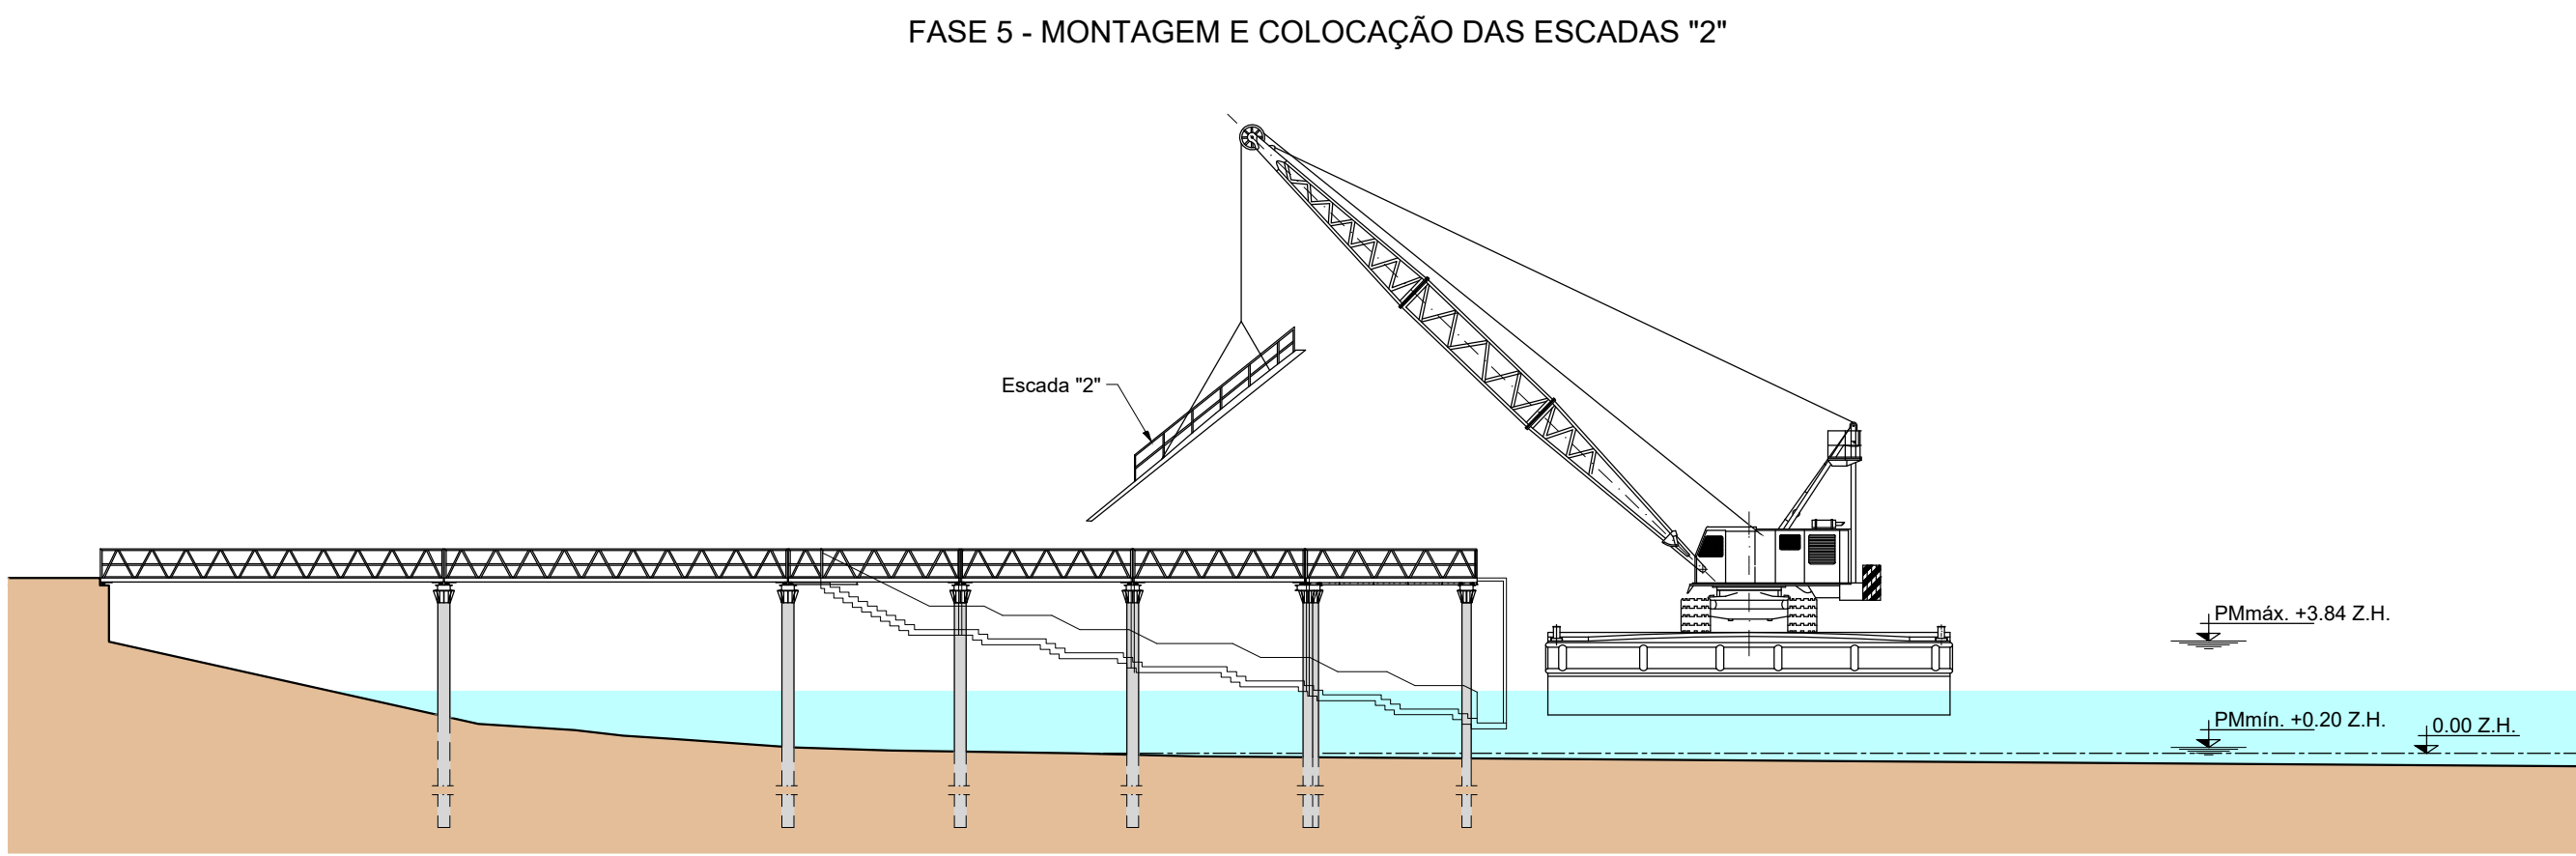 FASE 5 - MONTAGEM E COLOCAÇÃO DAS ESCADAS "2"
Escada "2"
PMmáx. +3.84 Z.H.
PMmín. +0.20 Z.H.
0.00 Z.H.